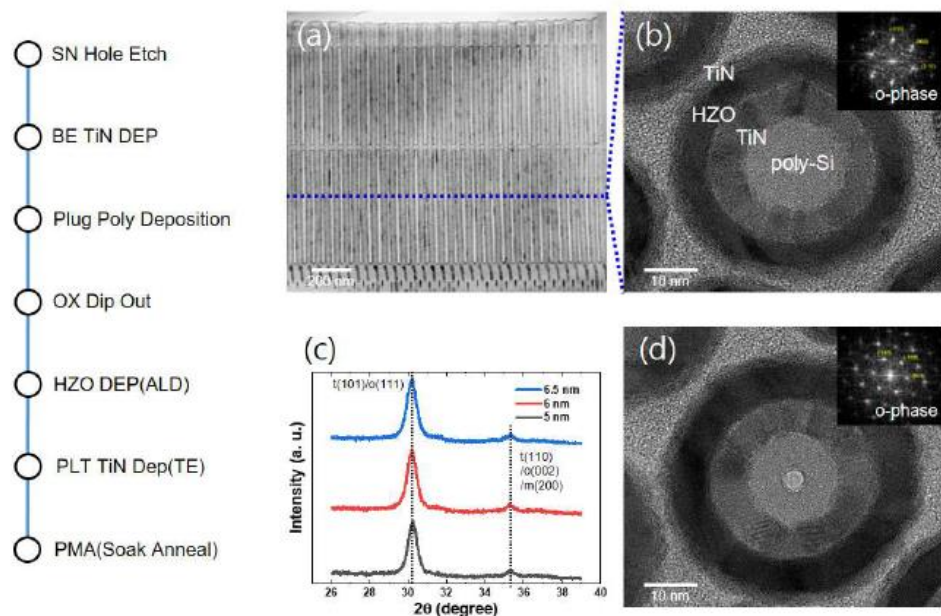 SN Hole Etch
BE TiN DEP
Plug Poly Deposition
OX Dip Out
HZO DEP(ALD)
PLT TiN Dep(TE)
PMA(Soak Anneal)
(a)
200 nm
(b)
TiN
HZO
TiN
poly-Si
o-phase
10 nm
(c)
t(101)/o(111)
6.5 nm
6 nm
5 nm
t(110)
/o(002)
/m(200)
Intensity (a. u.)
26 28 30 32 34 36 38 40
2θ (degree)
(d)
o-phase
10 nm